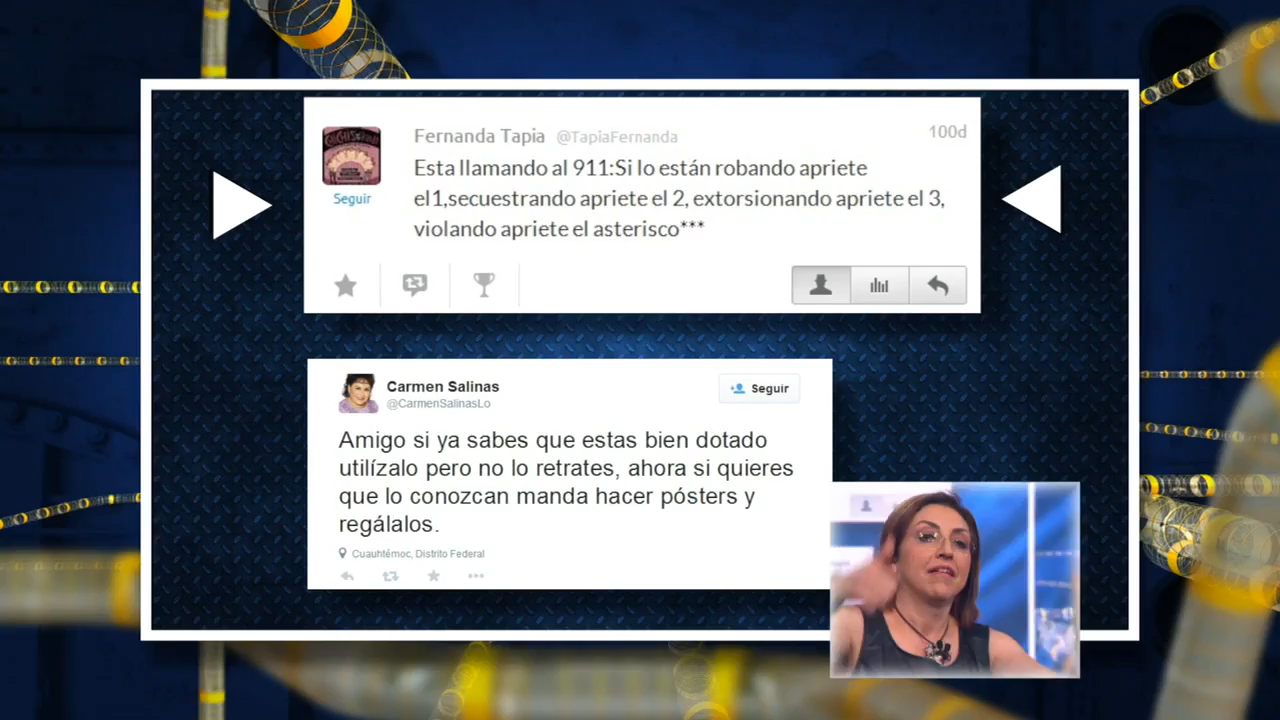 Fernanda Tapia @TapiaFernanda 100d
Esta llamando al 911:Si lo están robando apriete
el1,secuestrando apriete el 2, extorsionando apriete el 3,
violando apriete el asterisco***
Seguir
Carmen Salinas
@CarmenSalinasLo
Seguir
Amigo si ya sabes que estas bien dotado
utilízalo pero no lo retrates, ahora si quieres
que lo conozcan manda hacer pósters y
regálalos.
Cuauhtémoc, Distrito Federal